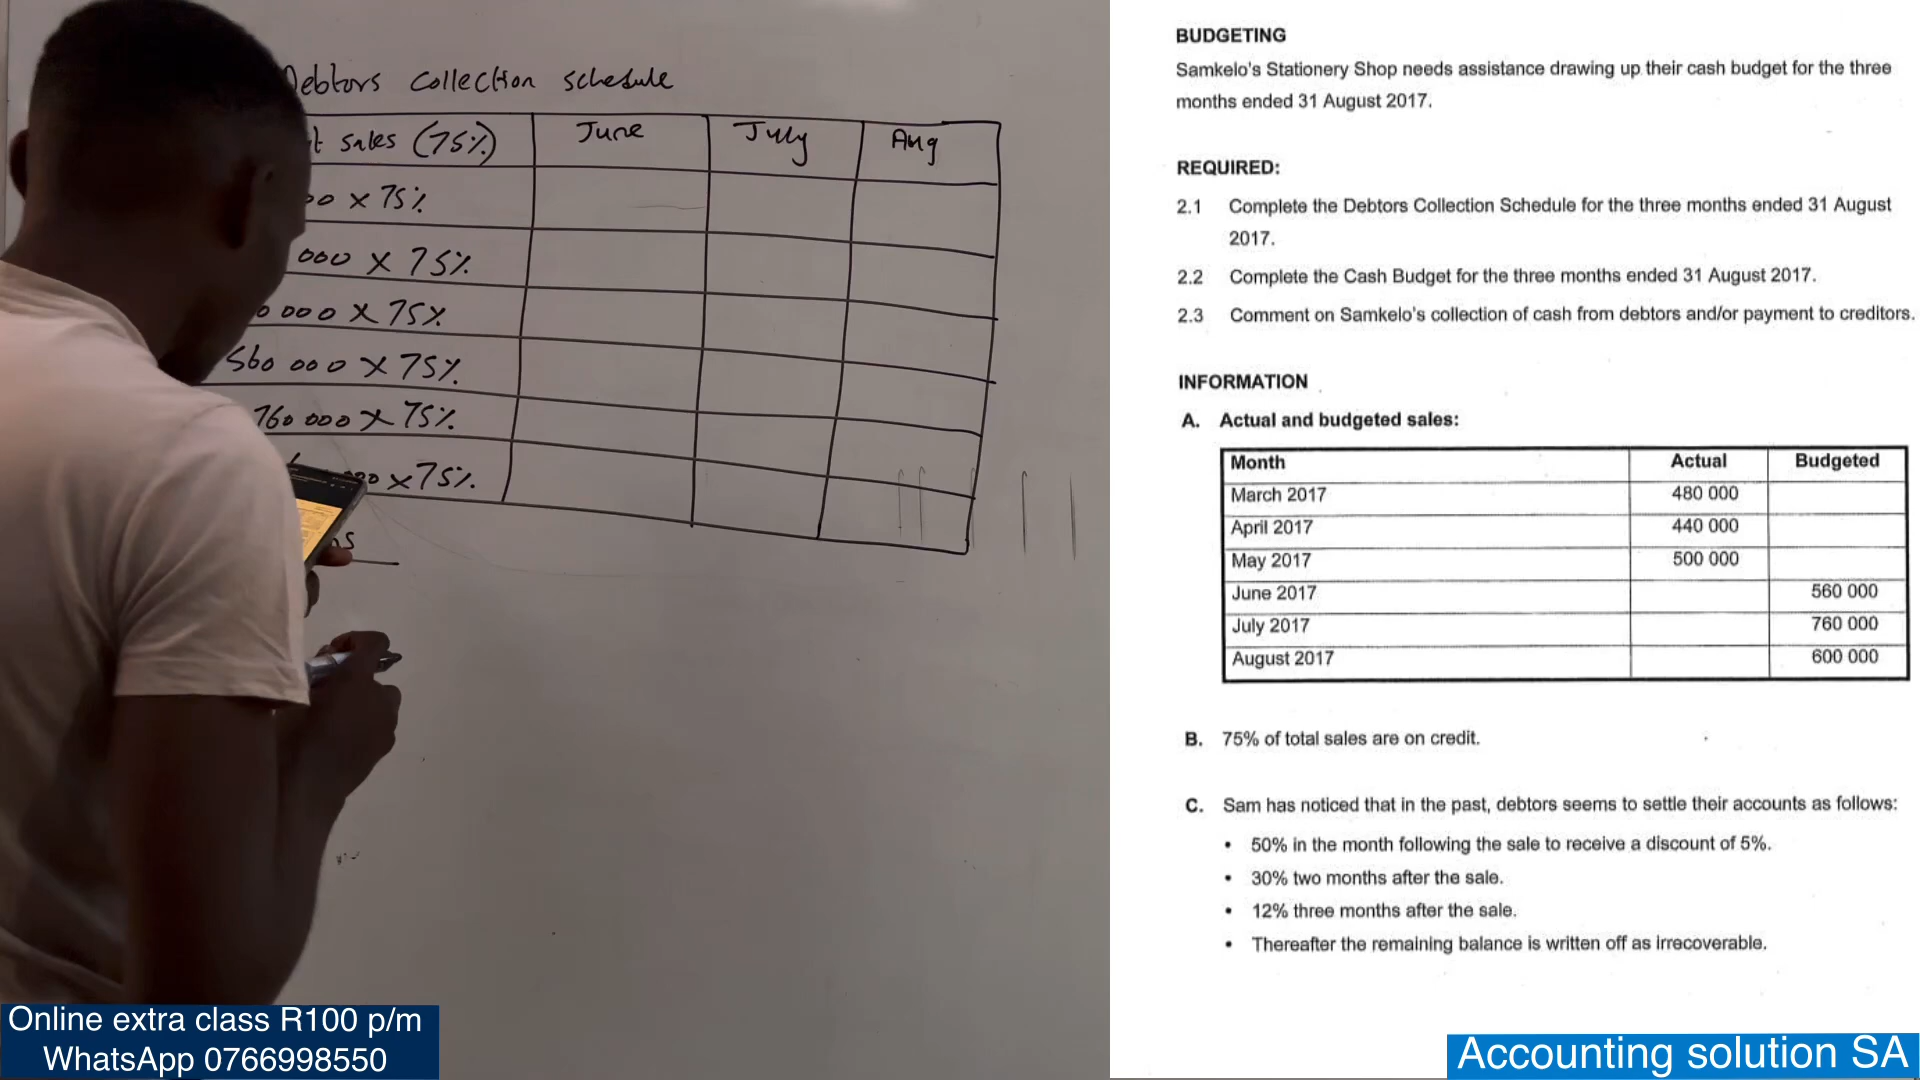 Debtors collection schedule
sales (75%)
June
July
Aug
x 75%
000 x 75%
0 000 x 75%
560 000 x 75%
760 000 x 75%
x 75%
Online extra class R100 p/m
WhatsApp 0766998550
BUDGETING
Samkelo's Stationery Shop needs assistance drawing up their cash budget for the three
months ended 31 August 2017.
REQUIRED:
2.1 Complete the Debtors Collection Schedule for the three months ended 31 August
2017.
2.2 Complete the Cash Budget for the three months ended 31 August 2017.
2.3 Comment on Samkelo's collection of cash from debtors and/or payment to creditors.
INFORMATION
A. Actual and budgeted sales:
Month Actual Budgeted
March 2017 480 000
April 2017 440 000
May 2017 500 000
June 2017 560 000
July 2017 760 000
August 2017 600 000
B. 75% of total sales are on credit.
C. Sam has noticed that in the past, debtors seems to settle their accounts as follows:
• 50% in the month following the sale to receive a discount of 5%.
• 30% two months after the sale.
• 12% three months after the sale.
• Thereafter the remaining balance is written off as irrecoverable.
Accounting solution SA